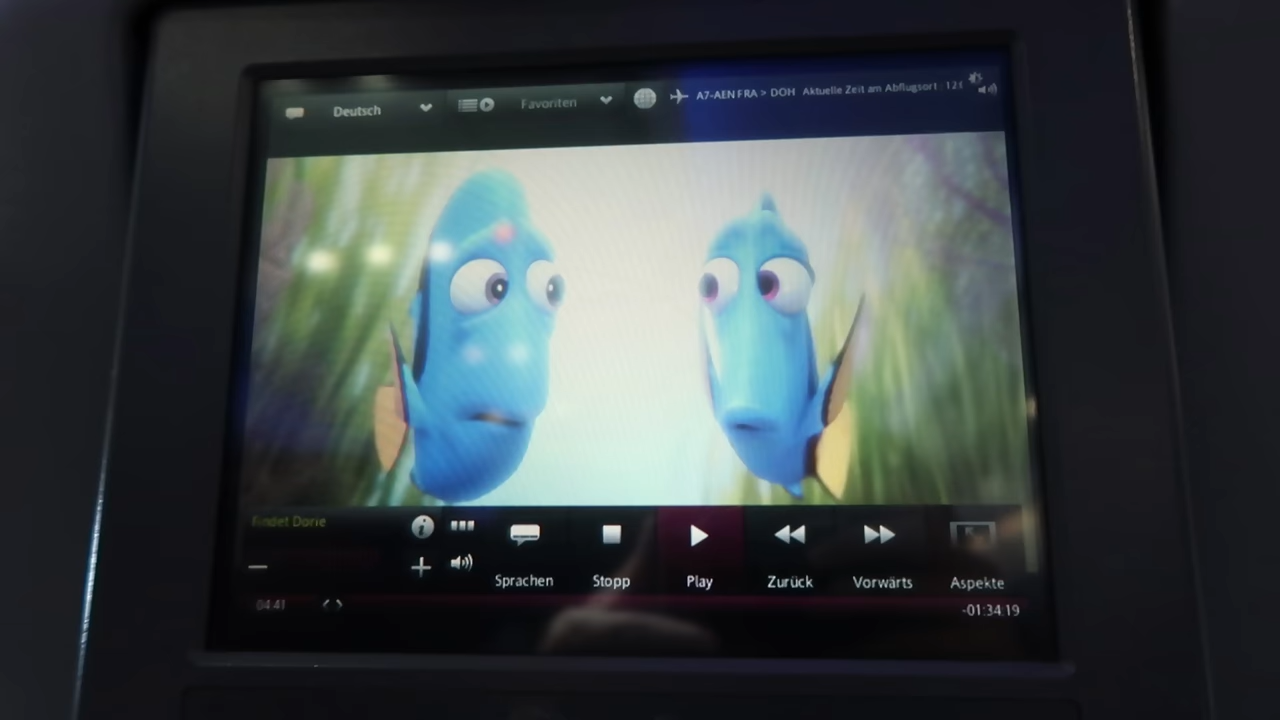 Deutsch
Favoriten
A7-AEN FRA > DOH Aktuelle Zeit am Abflugsort :
Findet Dorie
Sprachen
Stopp
Play
Zurück
Vorwärts
Aspekte
04:41
-01:34:19